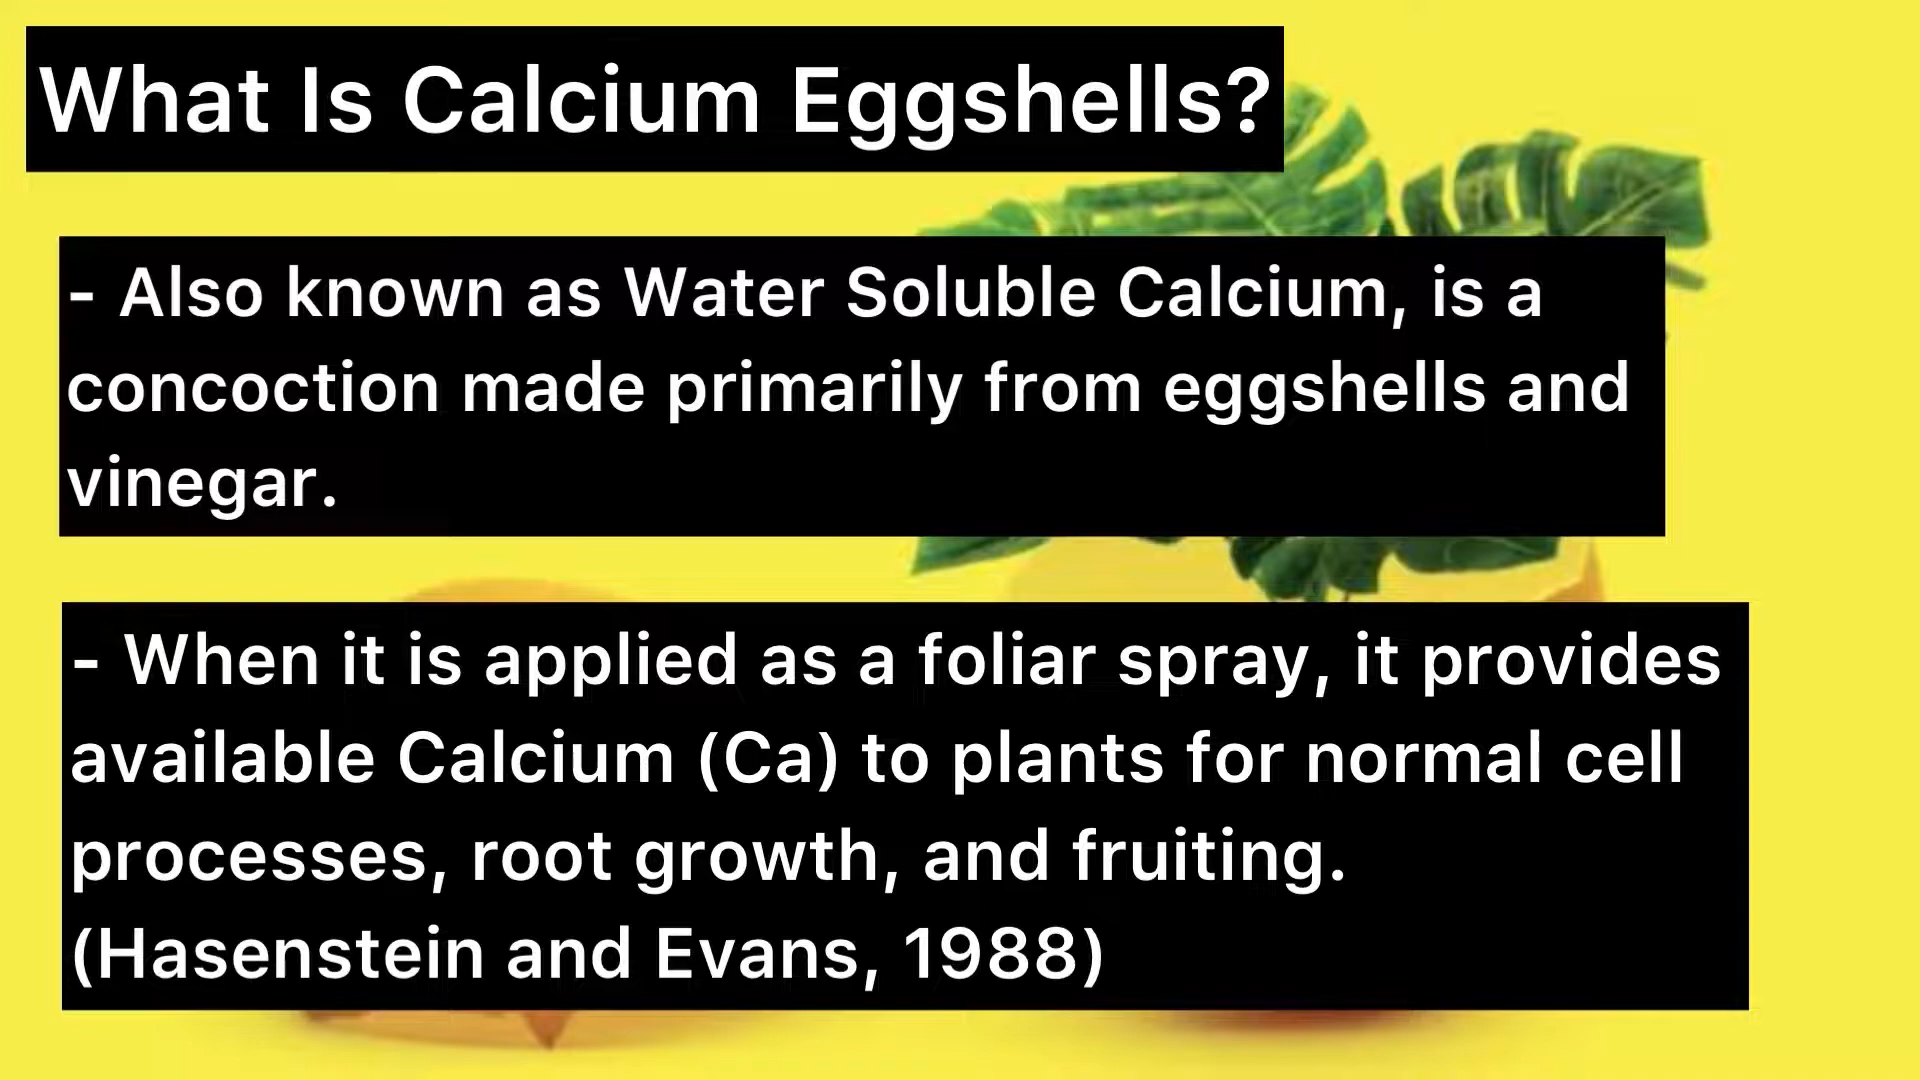 What Is Calcium Eggshells?
- Also known as Water Soluble Calcium, is a
concoction made primarily from eggshells and
vinegar.
- When it is applied as a foliar spray, it provides
available Calcium (Ca) to plants for normal cell
processes, root growth, and fruiting.
(Hasenstein and Evans, 1988)